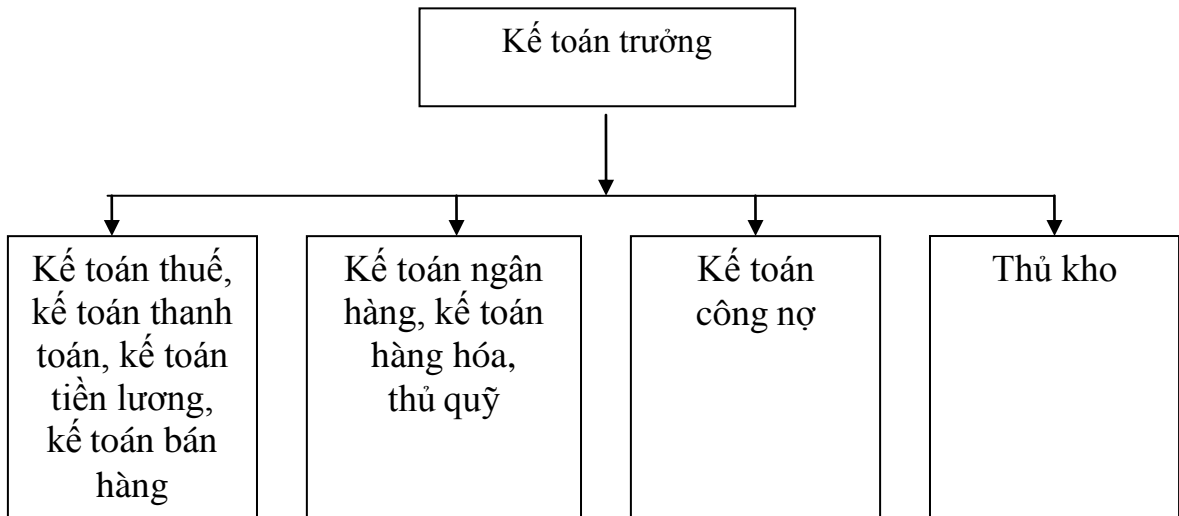 Kế toán trưởng
Kế toán thuế,
kế toán thanh
toán, kế toán
tiền lương,
kế toán bán
hàng
Kế toán ngân
hàng, kế toán
hàng hóa,
thủ quỹ
Kế toán
công nợ
Thủ kho